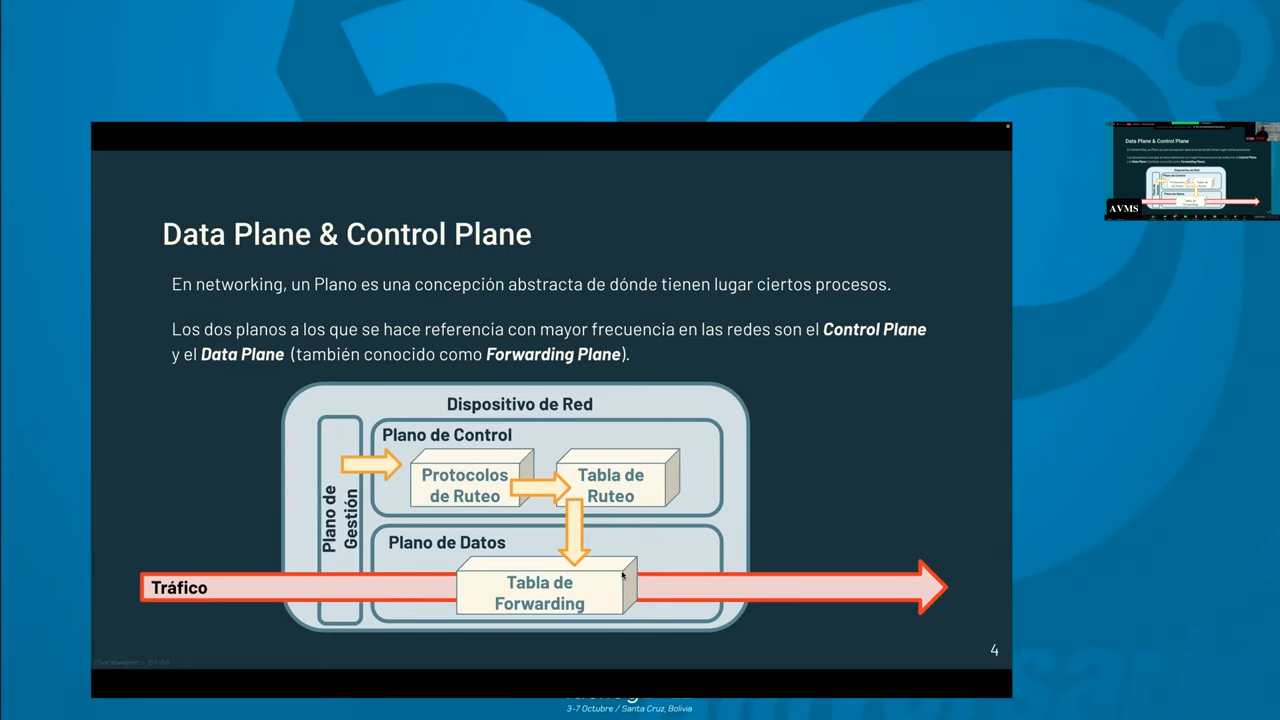 Data Plane & Control Plane
En networking, un Plano es una concepción abstracta de dónde tienen lugar ciertos procesos.
Los dos planos a los que se hace referencia con mayor frecuencia en las redes son el Control Plane
y el Data Plane (también conocido como Forwarding Plane).
Dispositivo de Red
Plano de Control
Protocolos
de Ruteo
Tabla de
Ruteo
Plano de
Gestión
Plano de Datos
Tráfico
Tabla de
Forwarding
4
3-7 Octubre / Santa Cruz, Bolivia
Data Plane & Control Plane
Dispositivo de Red
AVMS